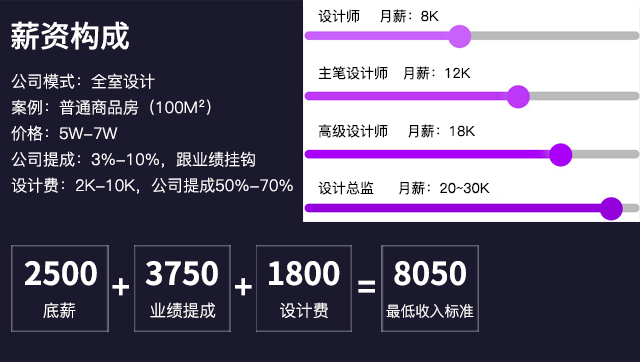 薪资构成
公司模式：全室设计
案例：普通商品房（100M²）
价格：5W-7W
公司提成：3%-10%，跟业绩挂钩
设计费：2K-10K，公司提成50%-70%
设计师 月薪：8K
主笔设计师 月薪：12K
高级设计师 月薪：18K
设计总监 月薪：20~30K
2500 + 3750 + 1800 = 8050
底薪 业绩提成 设计费 最低收入标准